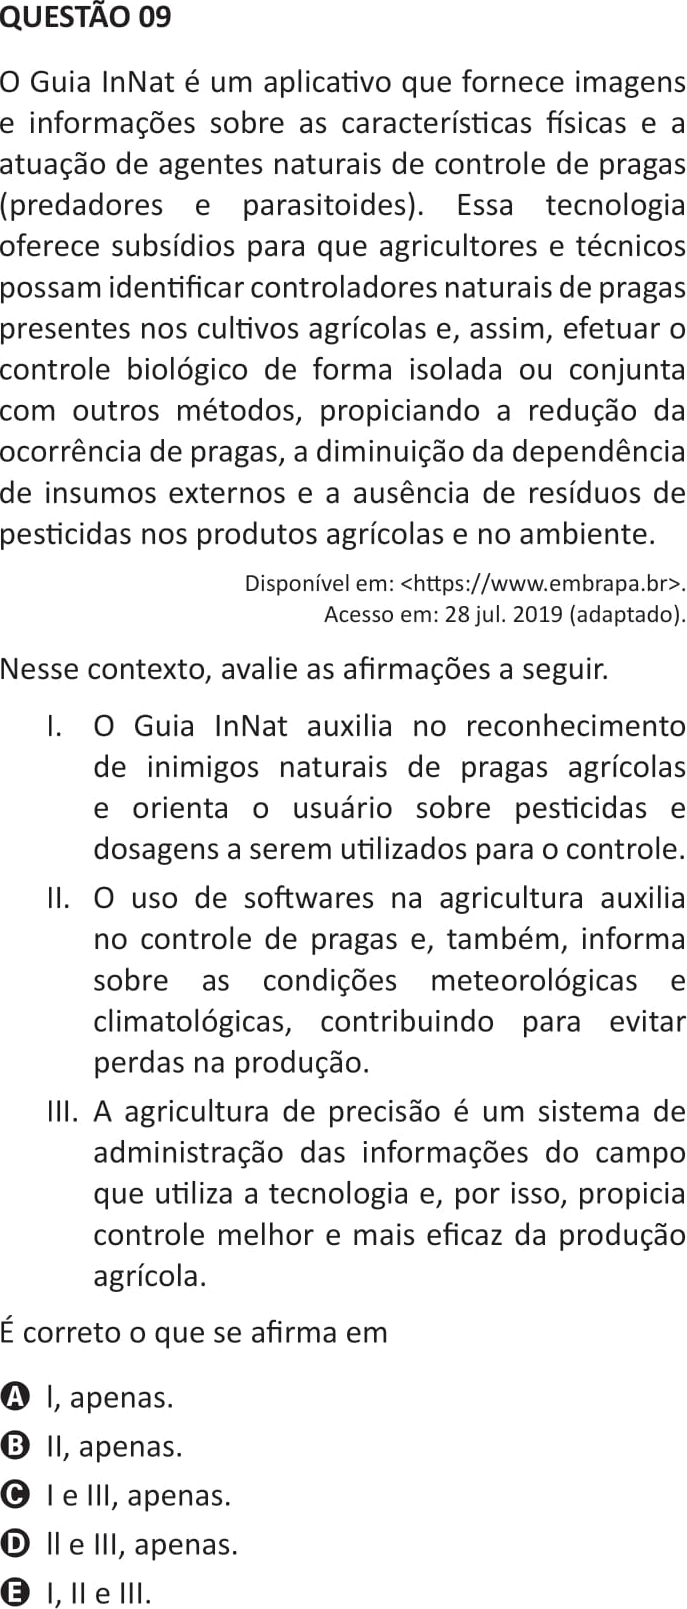 QUESTÃO 09
O Guia InNat é um aplicativo que fornece imagens
e informações sobre as características físicas e a
atuação de agentes naturais de controle de pragas
(predadores e parasitoides). Essa tecnologia
oferece subsídios para que agricultores e técnicos
possam identificar controladores naturais de pragas
presentes nos cultivos agrícolas e, assim, efetuar o
controle biológico de forma isolada ou conjunta
com outros métodos, propiciando a redução da
ocorrência de pragas, a diminuição da dependência
de insumos externos e a ausência de resíduos de
pesticidas nos produtos agrícolas e no ambiente.
Disponível em: <https://www.embrapa.br>.
Acesso em: 28 jul. 2019 (adaptado).
Nesse contexto, avalie as afirmações a seguir.
I. O Guia InNat auxilia no reconhecimento
de inimigos naturais de pragas agrícolas
e orienta o usuário sobre pesticidas e
dosagens a serem utilizados para o controle.
II. O uso de softwares na agricultura auxilia
no controle de pragas e, também, informa
sobre as condições meteorológicas e
climatológicas, contribuindo para evitar
perdas na produção.
III. A agricultura de precisão é um sistema de
administração das informações do campo
que utiliza a tecnologia e, por isso, propicia
controle melhor e mais eficaz da produção
agrícola.
É correto o que se afirma em
A I, apenas.
B II, apenas.
C I e III, apenas.
D II e III, apenas.
E I, II e III.